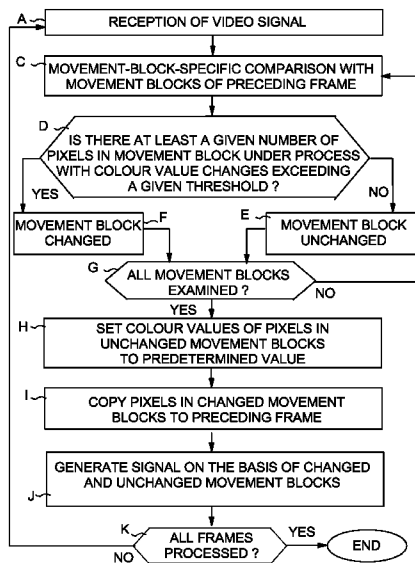 A
RECEPTION OF VIDEO SIGNAL
C
MOVEMENT-BLOCK-SPECIFIC COMPARISON WITH
MOVEMENT BLOCKS OF PRECEDING FRAME
D
IS THERE AT LEAST A GIVEN NUMBER OF
PIXELS IN MOVEMENT BLOCK UNDER PROCESS
WITH COLOUR VALUE CHANGES EXCEEDING
A GIVEN THRESHOLD ?
YES
NO
F
E
MOVEMENT BLOCK
CHANGED
MOVEMENT BLOCK
UNCHANGED
G
ALL MOVEMENT BLOCKS
EXAMINED ?
NO
YES
H
SET COLOUR VALUES OF PIXELS IN
UNCHANGED MOVEMENT BLOCKS
TO PREDETERMINED VALUE
I
COPY PIXELS IN CHANGED MOVEMENT
BLOCKS TO PRECEDING FRAME
GENERATE SIGNAL ON THE BASIS OF CHANGED
AND UNCHANGED MOVEMENT BLOCKS
J
K
ALL FRAMES
PROCESSED ?
YES
NO
END